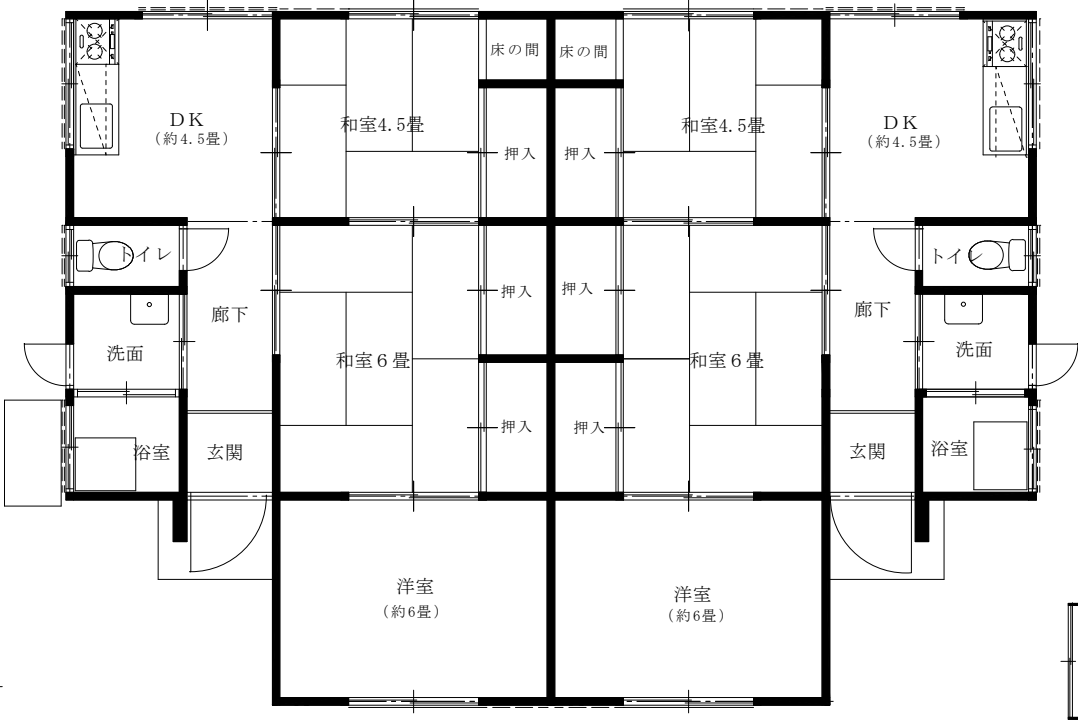 床の間
床の間
DK
(約4.5畳)
和室4.5畳
和室4.5畳
DK
(約4.5畳)
押入
押入
トイレ
トイレ
押入
押入
廊下
廊下
洗面
洗面
和室6畳
和室6畳
押入
押入
浴室
玄関
玄関
浴室
洋室
(約6畳)
洋室
(約6畳)